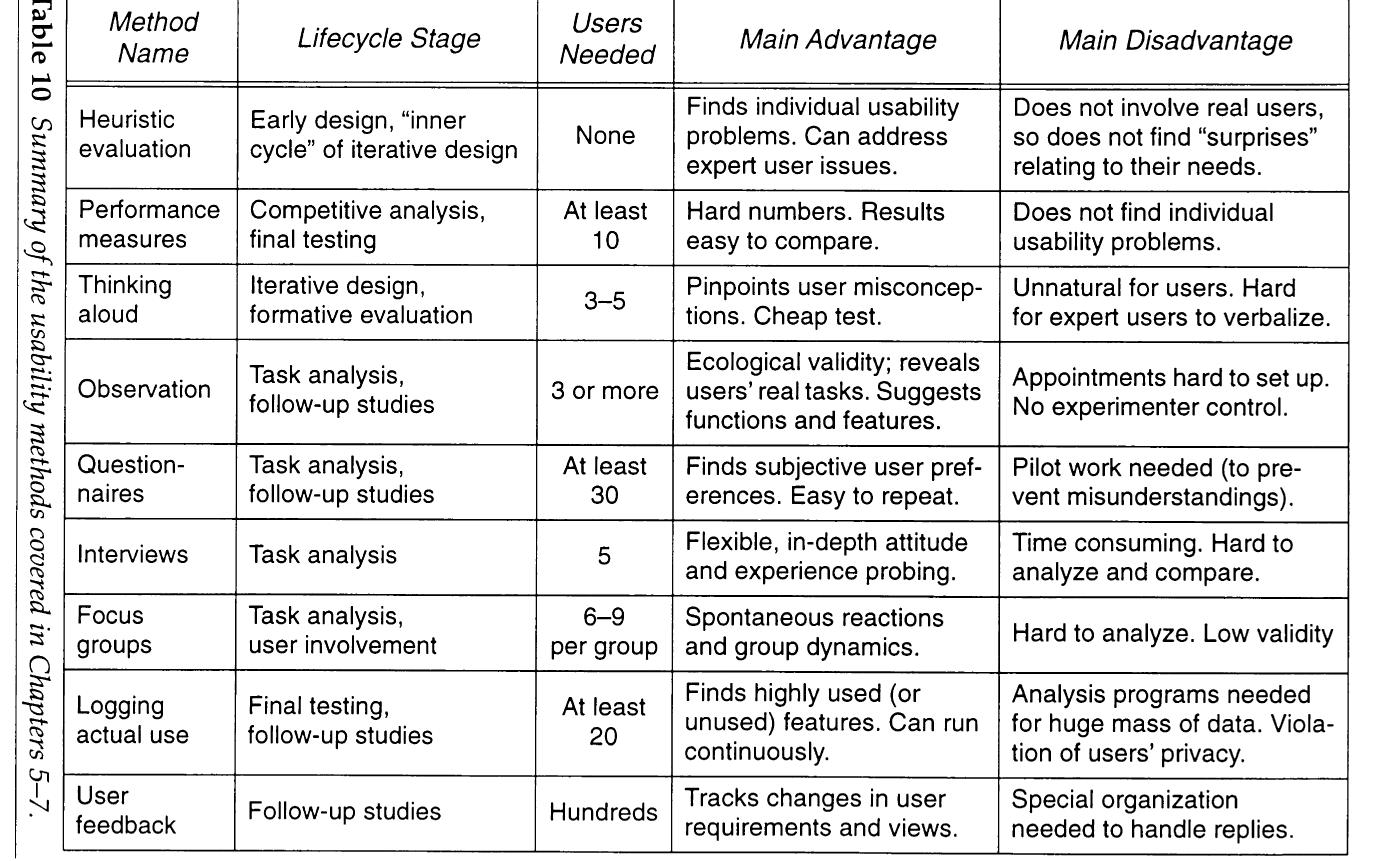 Table 10 Summary of the usability methods covered in Chapters 5–7.
Method
Name
Lifecycle Stage
Users
Needed
Main Advantage
Main Disadvantage
Heuristic
evaluation
Early design, “inner
cycle” of iterative design
None
Finds individual usability
problems. Can address
expert user issues.
Does not involve real users,
so does not find “surprises”
relating to their needs.
Performance
measures
Competitive analysis,
final testing
At least
10
Hard numbers. Results
easy to compare.
Does not find individual
usability problems.
Thinking
aloud
Iterative design,
formative evaluation
3–5
Pinpoints user misconcep-
tions. Cheap test.
Unnatural for users. Hard
for expert users to verbalize.
Observation
Task analysis,
follow-up studies
3 or more
Ecological validity; reveals
users’ real tasks. Suggests
functions and features.
Appointments hard to set up.
No experimenter control.
Question-
naires
Task analysis,
follow-up studies
At least
30
Finds subjective user pref-
erences. Easy to repeat.
Pilot work needed (to pre-
vent misunderstandings).
Interviews
Task analysis
5
Flexible, in-depth attitude
and experience probing.
Time consuming. Hard to
analyze and compare.
Focus
groups
Task analysis,
user involvement
6–9
per group
Spontaneous reactions
and group dynamics.
Hard to analyze. Low validity
Logging
actual use
Final testing,
follow-up studies
At least
20
Finds highly used (or
unused) features. Can run
continuously.
Analysis programs needed
for huge mass of data. Viola-
tion of users’ privacy.
User
feedback
Follow-up studies
Hundreds
Tracks changes in user
requirements and views.
Special organization
needed to handle replies.